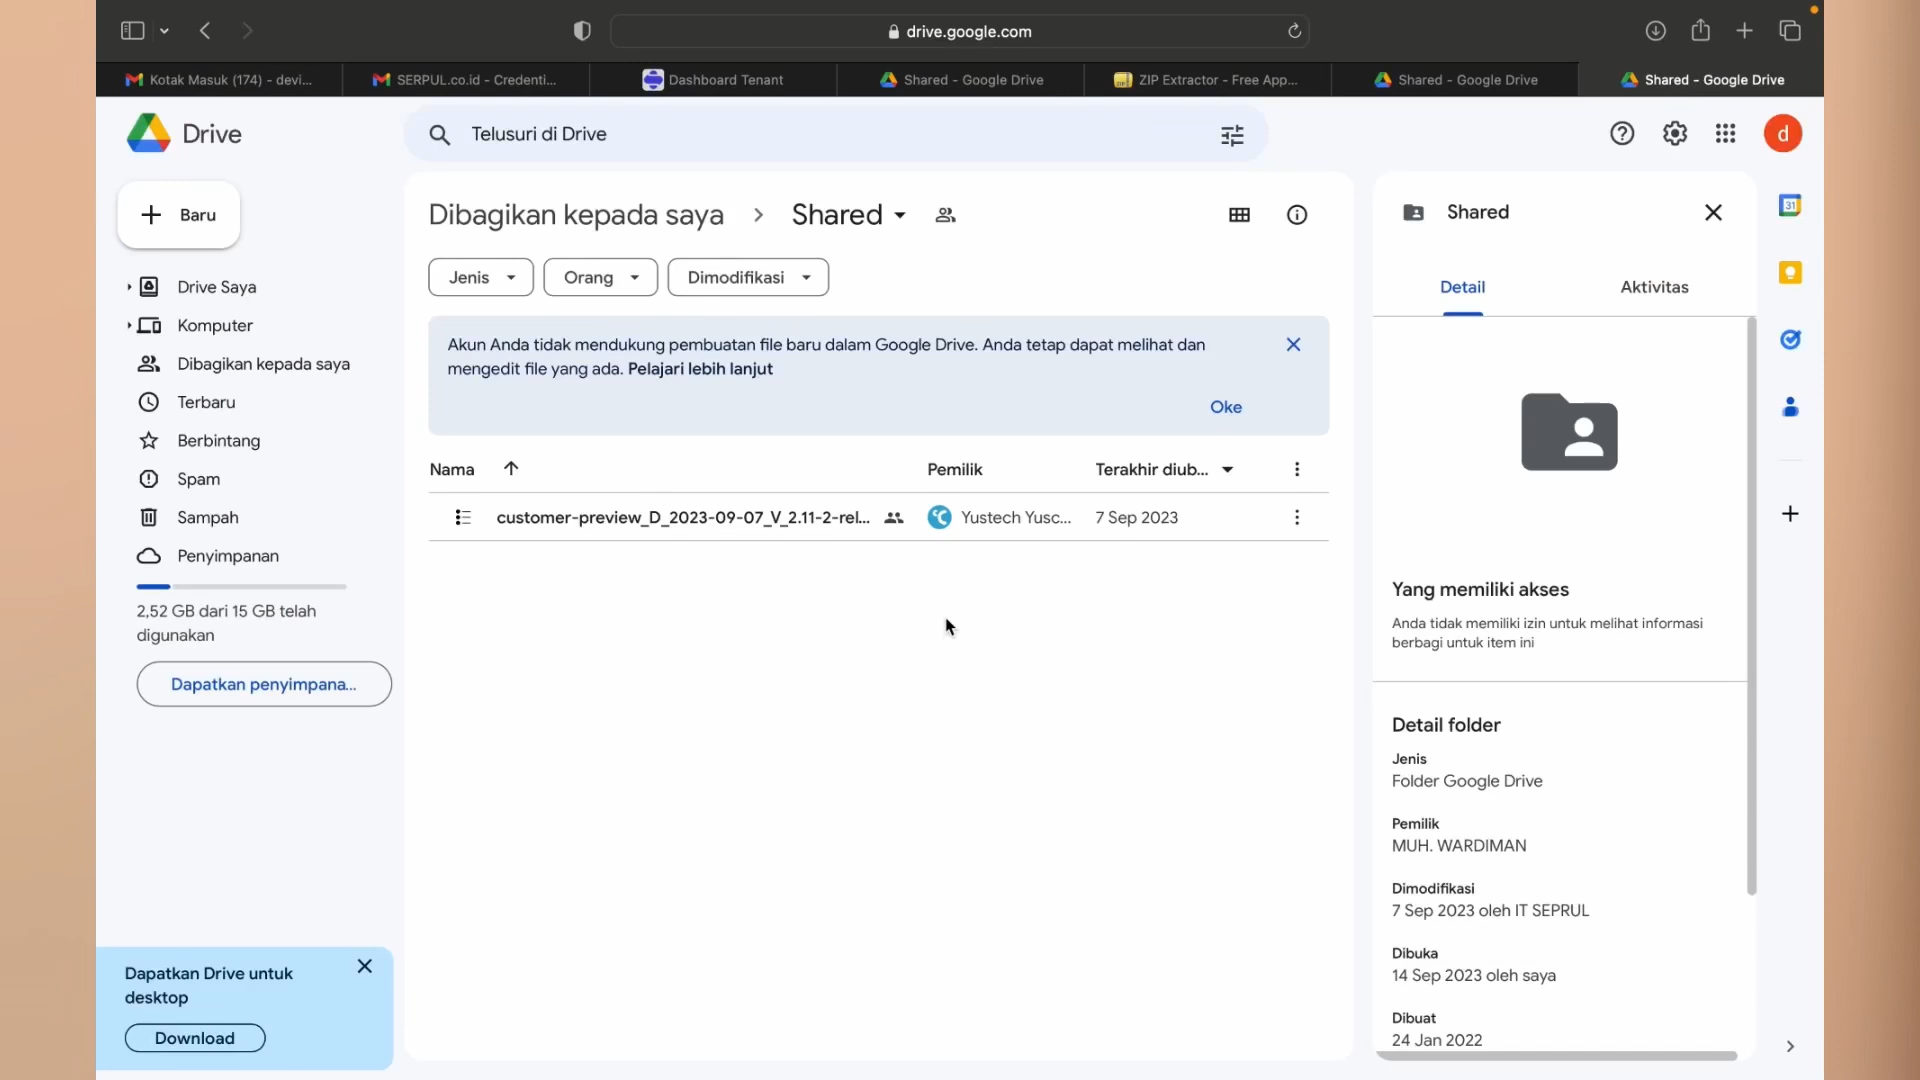 drive.google.com
Kotak Masuk (174) - devi...
SERPUL.co.id - Credenti...
Dashboard Tenant
Shared - Google Drive
ZIP Extractor - Free App...
Shared - Google Drive
Shared - Google Drive
Drive
Telusuri di Drive
d
Baru
Drive Saya
Komputer
Dibagikan kepada saya
Terbaru
Berbintang
Spam
Sampah
Penyimpanan
2,52 GB dari 15 GB telah
digunakan
Dapatkan penyimpana...
Dapatkan Drive untuk
desktop
Download
Dibagikan kepada saya
Shared
Jenis
Orang
Dimodifikasi
Akun Anda tidak mendukung pembuatan file baru dalam Google Drive. Anda tetap dapat melihat dan
mengedit file yang ada. Pelajari lebih lanjut
Oke
Nama
Pemilik
Terakhir diub...
customer-preview_D_2023-09-07_V_2.11-2-rel...
Yustech Yusc...
7 Sep 2023
Shared
Detail
Aktivitas
Yang memiliki akses
Anda tidak memiliki izin untuk melihat informasi
berbagi untuk item ini
Detail folder
Jenis
Folder Google Drive
Pemilik
MUH. WARDIMAN
Dimodifikasi
7 Sep 2023 oleh IT SEPRUL
Dibuka
14 Sep 2023 oleh saya
Dibuat
24 Jan 2022
31